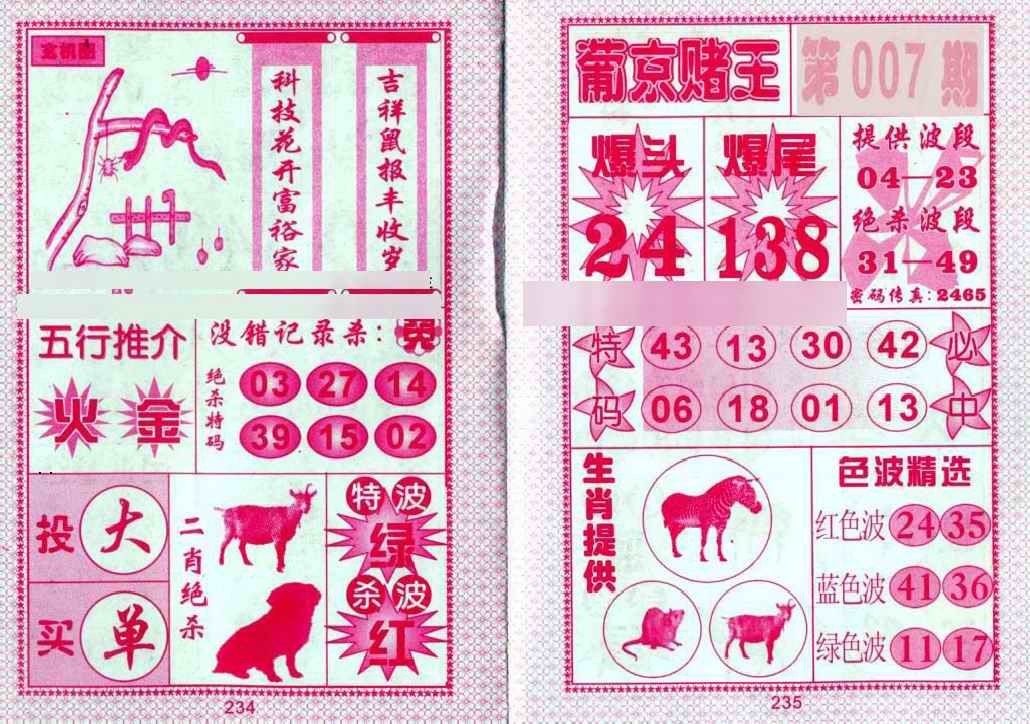 玄机图
科技花开富裕家
吉祥鼠报丰收岁
五行推介
火 金
没错记录杀：兔
绝杀特码
03 27 14
39 15 02
投 大
买 单
二肖绝杀
特波
绿
杀波
红
234
葡京赌王
第007期
爆头
24
爆尾
138
提供波段
04—23
绝杀波段
31—49
密码传真：2465
特码
43 13 30 42
06 18 01 13
必中
生肖提供
色波精选
红色波 24 35
蓝色波 41 36
绿色波 11 17
235